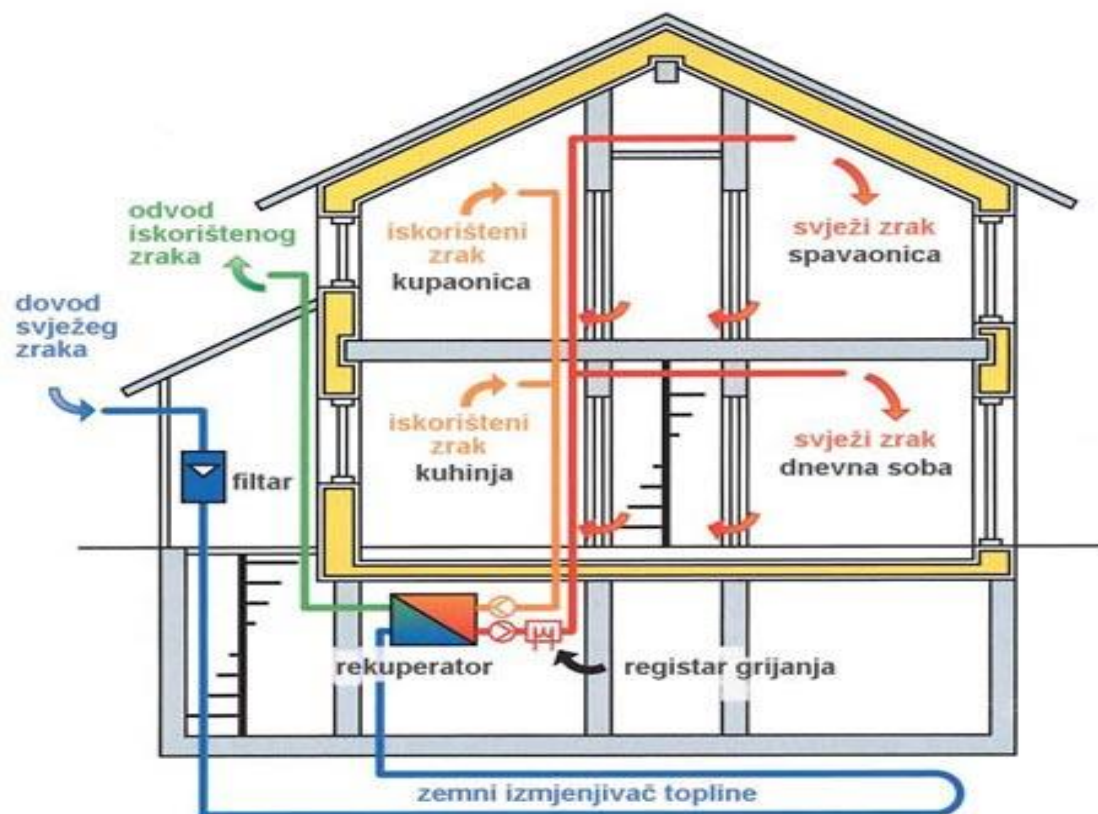 odvod
iskorištenog
zraka
dovod
svježeg
zraka
iskorišteni
zrak
kupaonica
svježi zrak
spavaonica
iskorišteni
zrak
kuhinja
svježi zrak
dnevna soba
filtar
rekuperator
registar grijanja
zemni izmjenjivač topline